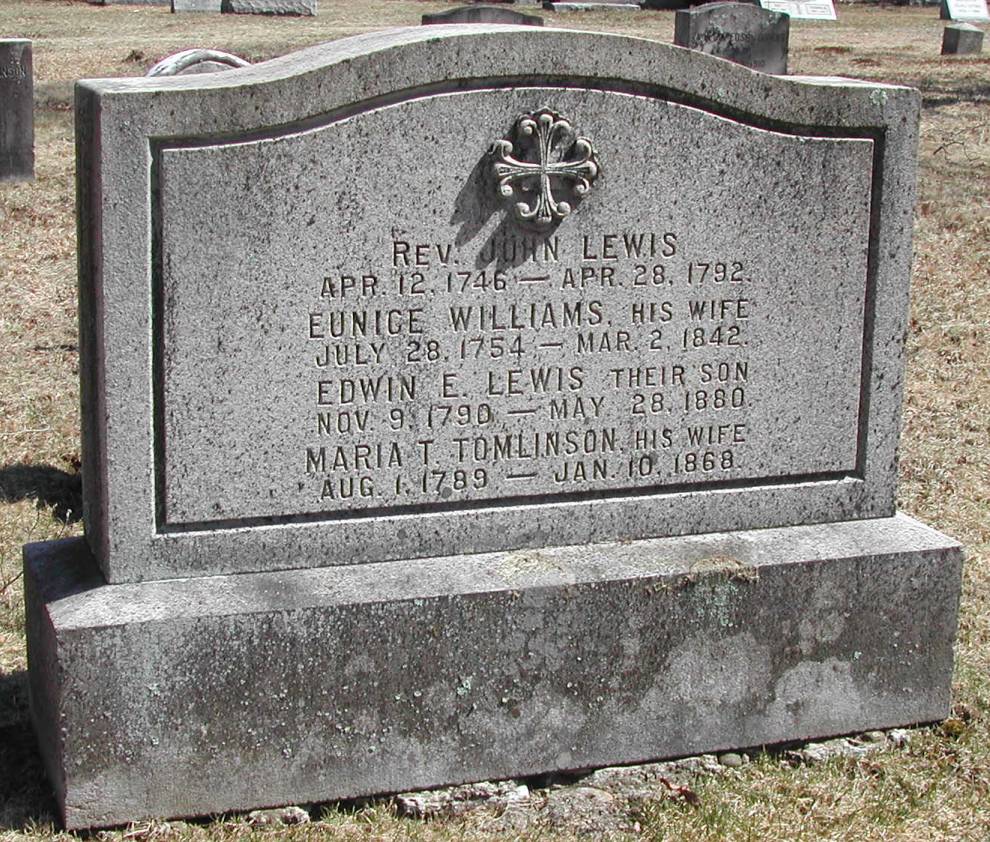 REV. JOHN LEWIS
APR. 12, 1746 — APR. 28, 1792.
EUNICE WILLIAMS, HIS WIFE
JULY 28, 1754 — MAR. 2, 1842.
EDWIN E. LEWIS THEIR SON
NOV. 9, 1790 — MAY 28, 1880
MARIA T. TOMLINSON, HIS WIFE
AUG. 1, 1789 — JAN. 10, 1868.